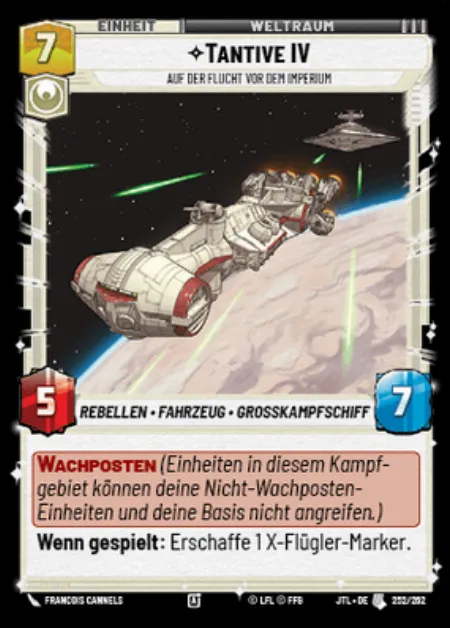 EINHEIT
WELTRAUM
7
✧TANTIVE IV
AUF DER FLUCHT VOR DEM IMPERIUM
5
REBELLEN • FAHRZEUG • GROSSKAMPFSCHIFF
7
WACHPOSTEN (Einheiten in diesem Kampf-
gebiet können deine Nicht-Wachposten-
Einheiten und deine Basis nicht angreifen.)
Wenn gespielt: Erschaffe 1 X-Flügler-Marker.
FRANCOIS CANNELS
A
© LFL © FFG
JTL • DE
252/262